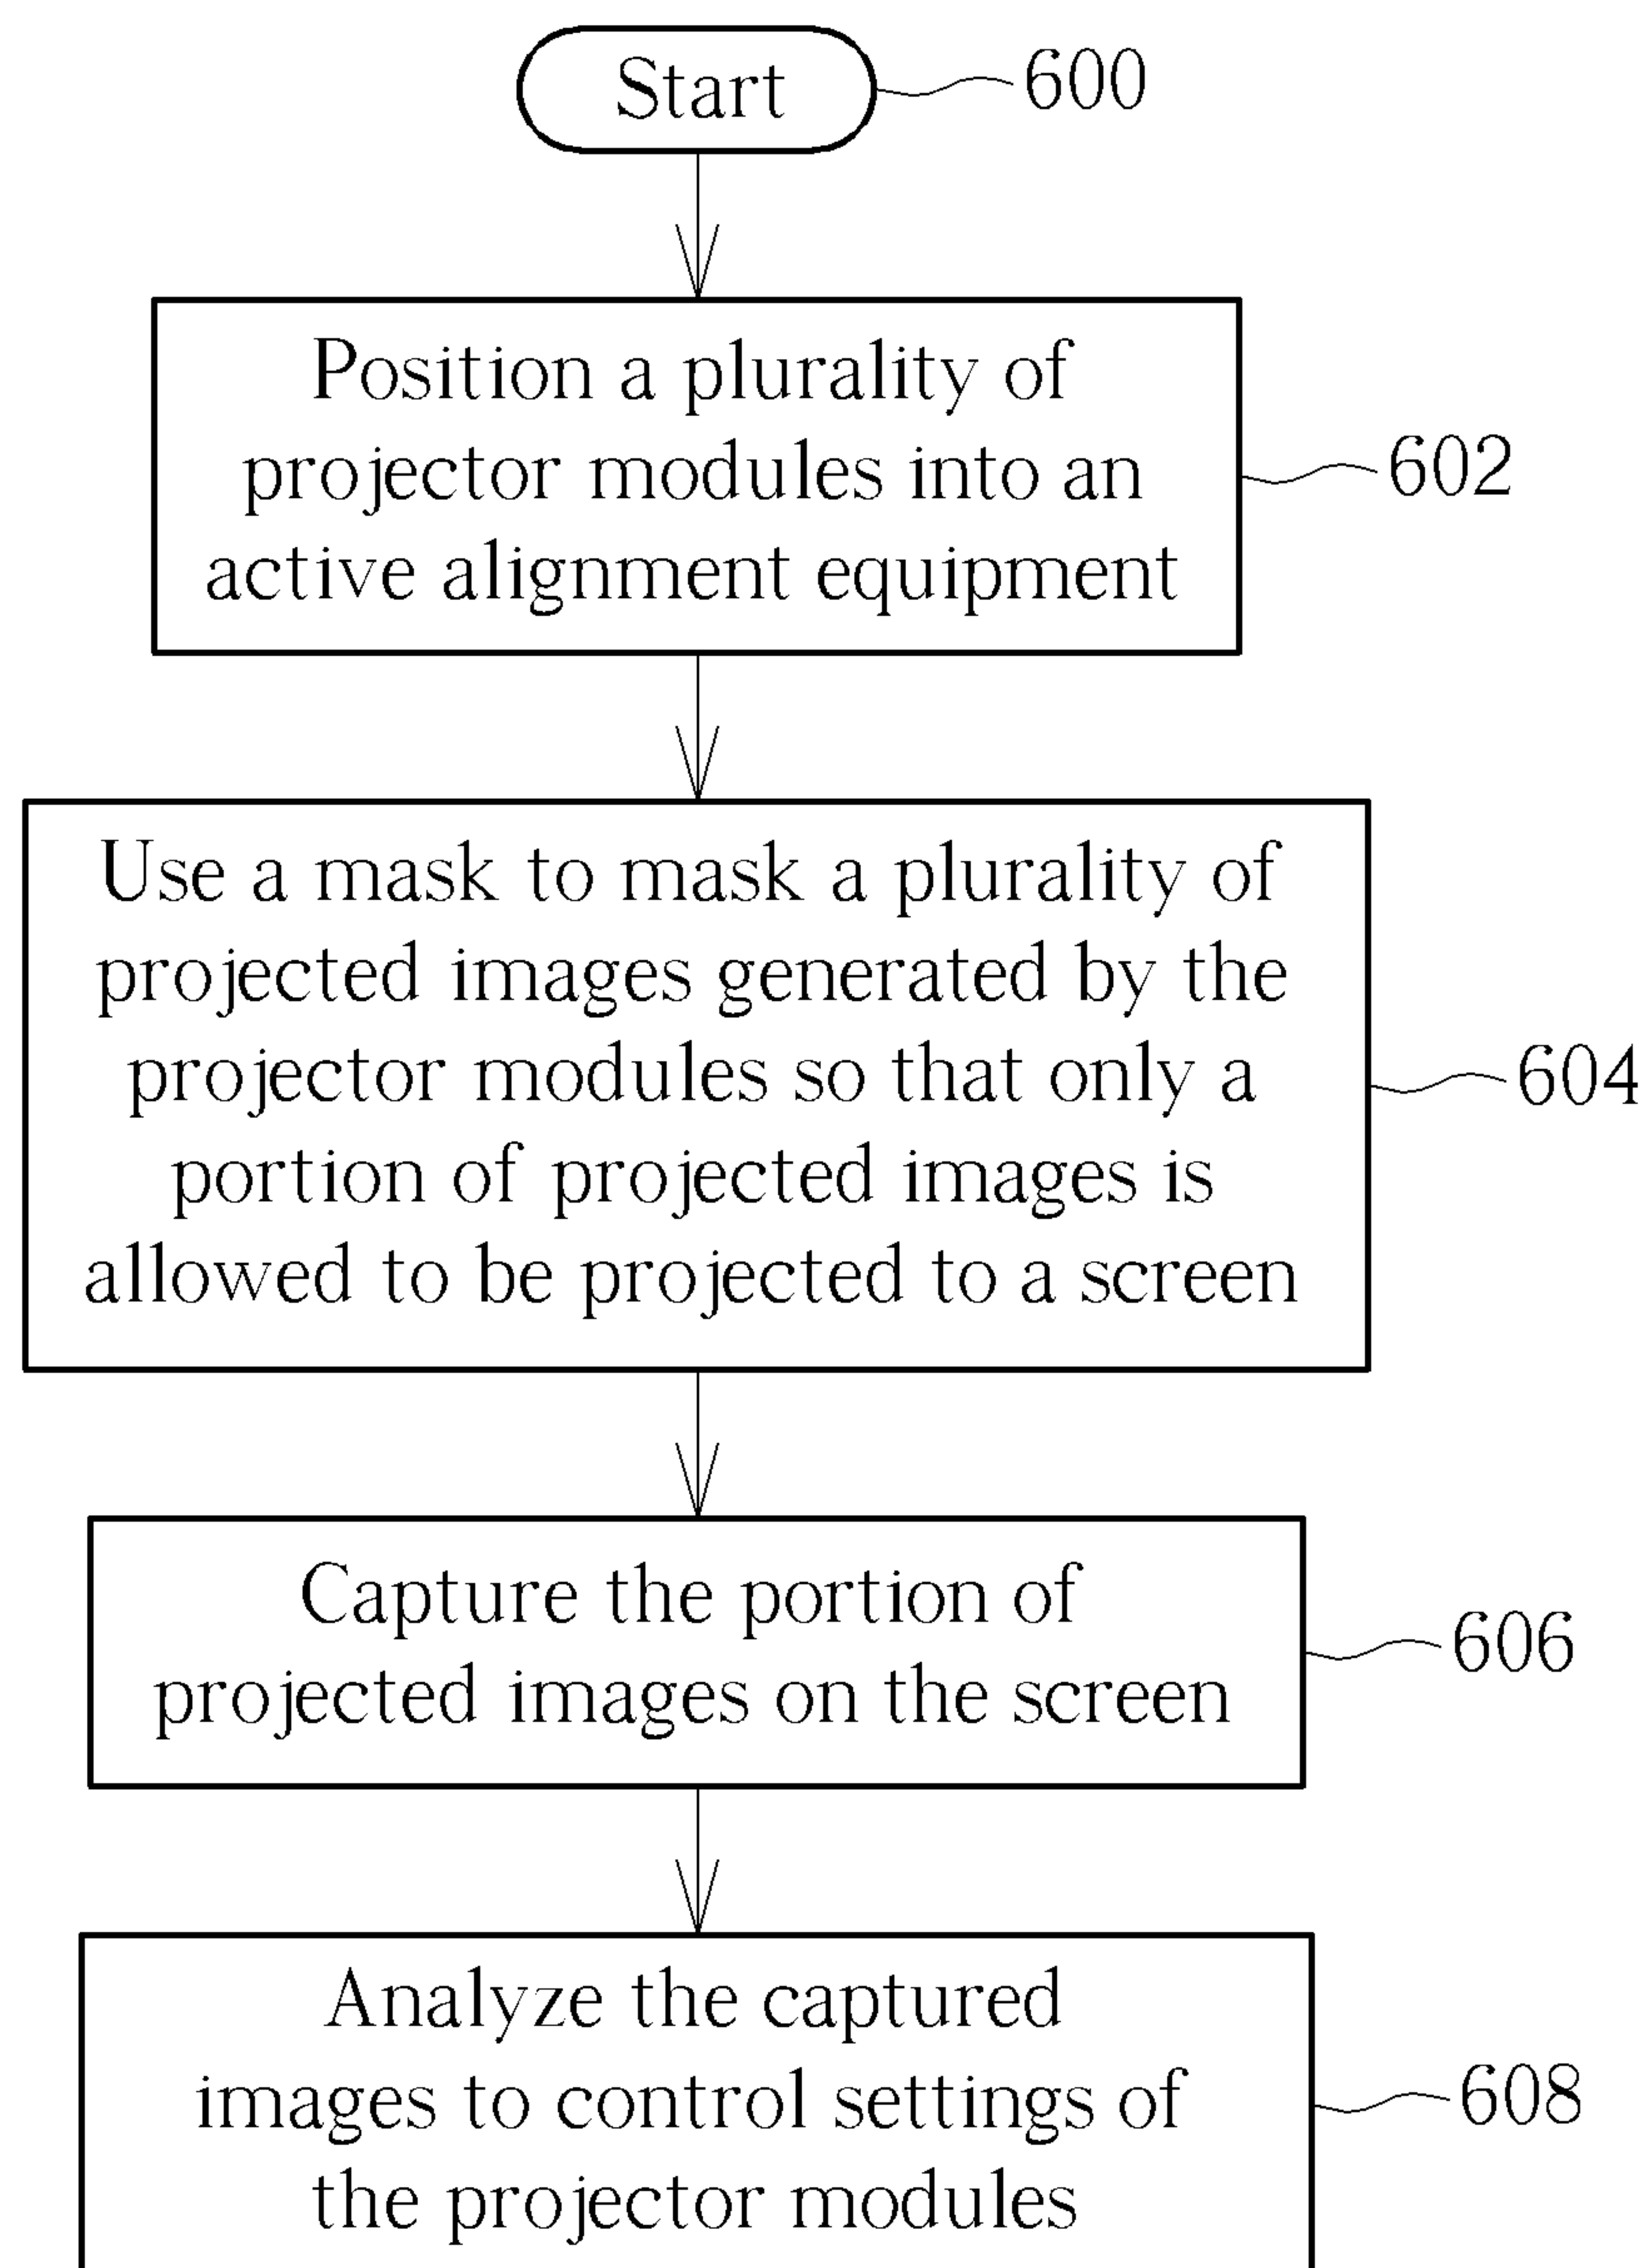 Start
600
Position a plurality of
projector modules into an
active alignment equipment
602
Use a mask to mask a plurality of
projected images generated by the
projector modules so that only a
portion of projected images is
allowed to be projected to a screen
604
Capture the portion of
projected images on the screen
606
Analyze the captured
images to control settings of
the projector modules
608